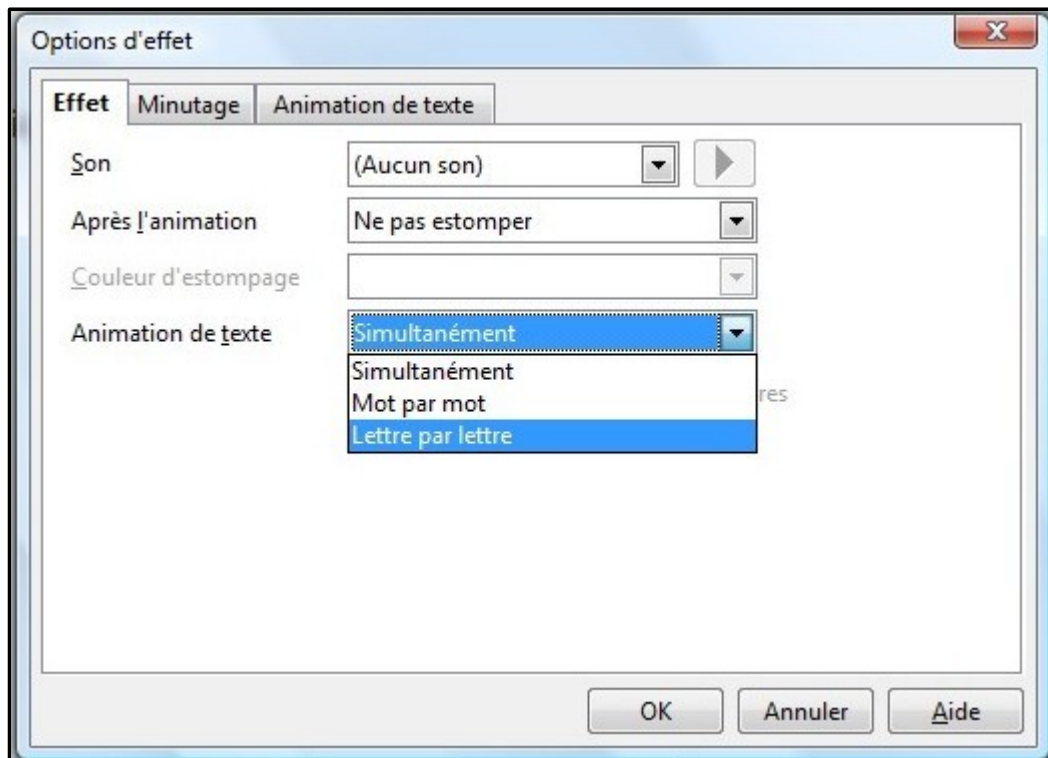 Options d'effet
Effet Minutage Animation de texte
Son (Aucun son)
Après l'animation Ne pas estomper
Couleur d'estompage
Animation de texte Simultanément
Simultanément
Mot par mot
Lettre par lettre
OK Annuler Aide